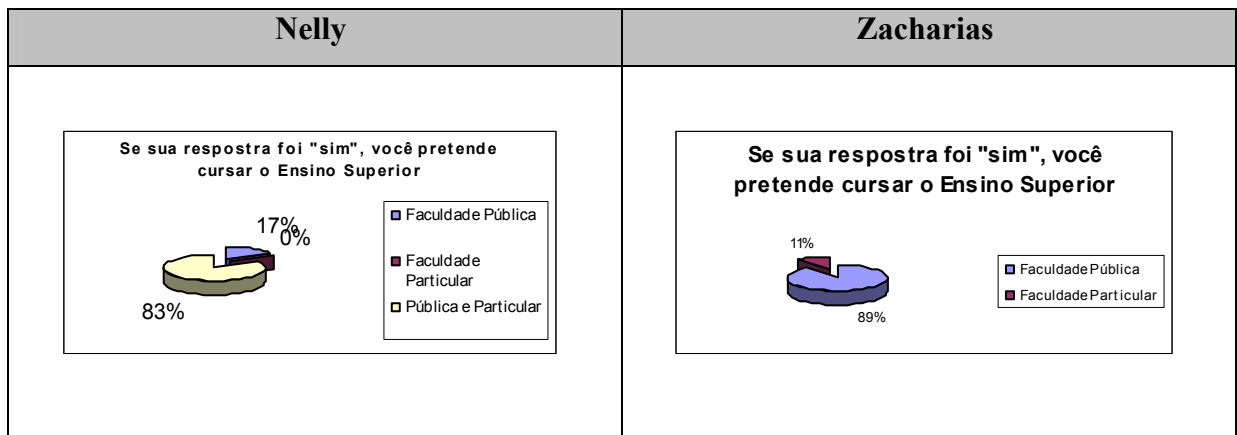 Nelly
Zacharias
Se sua respostra foi "sim", você pretende
cursar o Ensino Superior
17%
0%
83%
Faculdade Pública
Faculdade
Particular
Pública e Particular
Se sua respostra foi "sim", você
pretende cursar o Ensino Superior
11%
89%
Faculdade Pública
Faculdade Particular